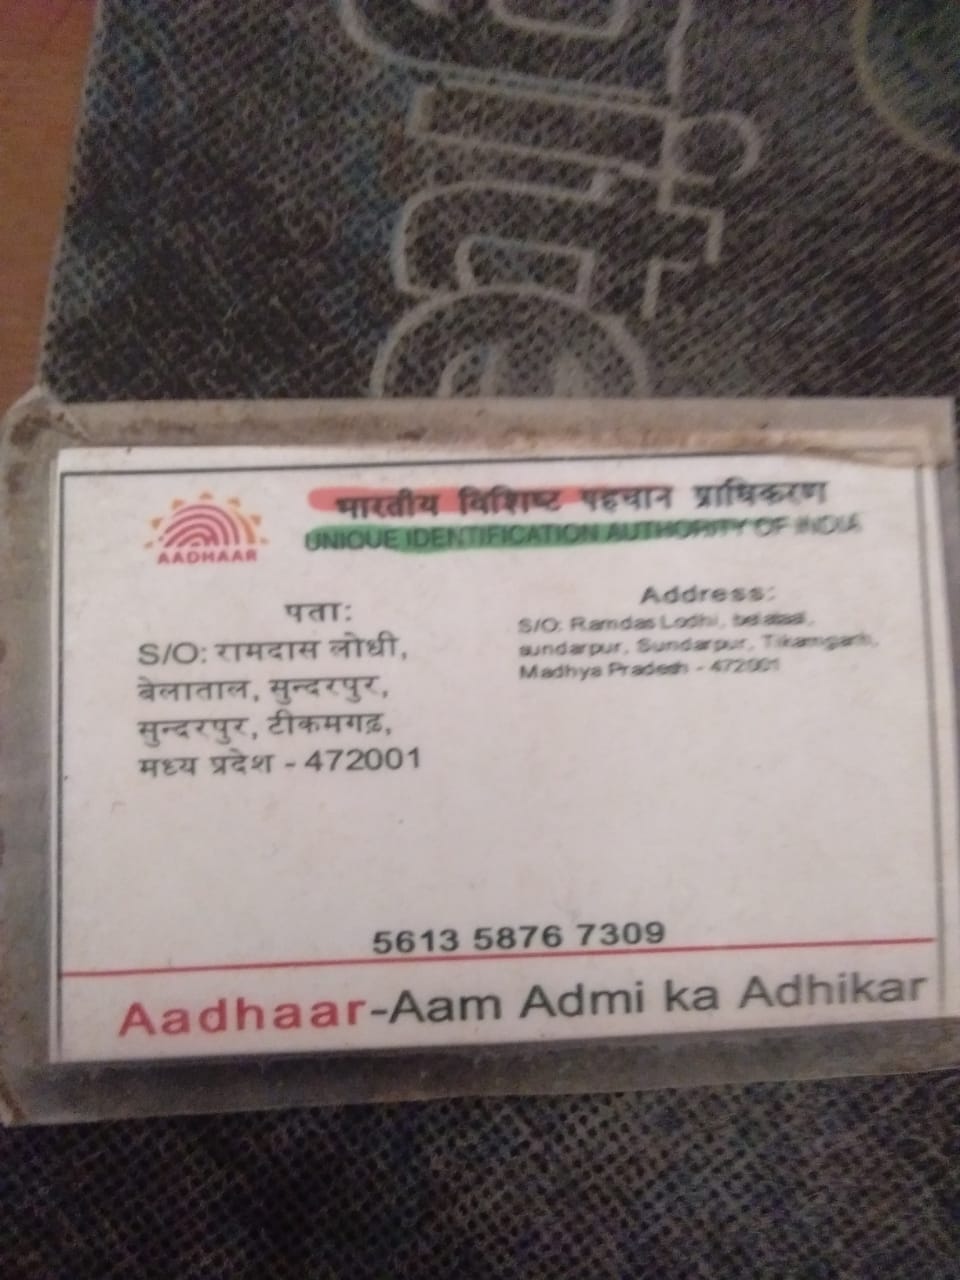 AADHAAR
भारतीय विशिष्ट पहचान प्राधिकरण
UNIQUE IDENTIFICATION AUTHORITY OF INDIA
पता:
S/O: रामदास लोधी,
बेलाताल, सुन्दरपुर,
सुन्दरपुर, टीकमगढ़,
मध्य प्रदेश - 472001
Address:
S/O: Ramdas Lodhi,
sundarpur, Sundarpur, Tikamgarh,
Madhya Pradesh - 472001
5613 5876 7309
Aadhaar-Aam Admi ka Adhikar